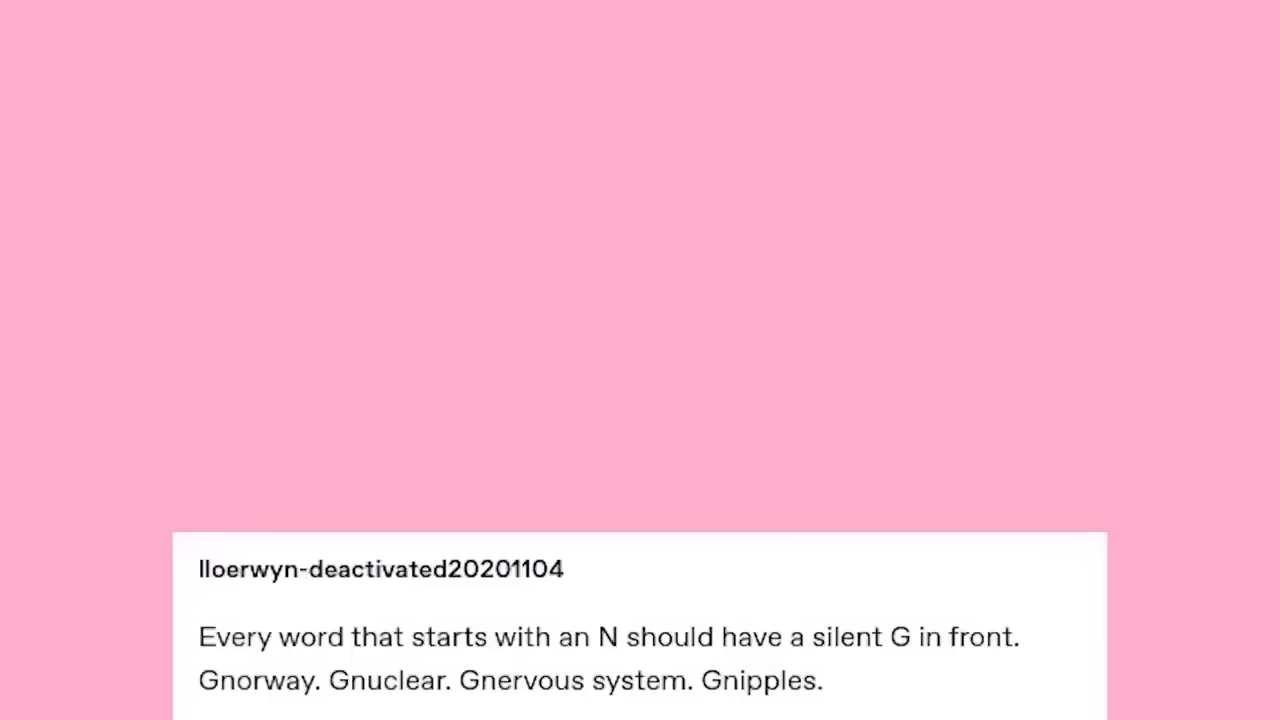 lloerwyn-deactivated20201104
Every word that starts with an N should have a silent G in front.
Gnorway. Gnuclear. Gnervous system. Gnipples.